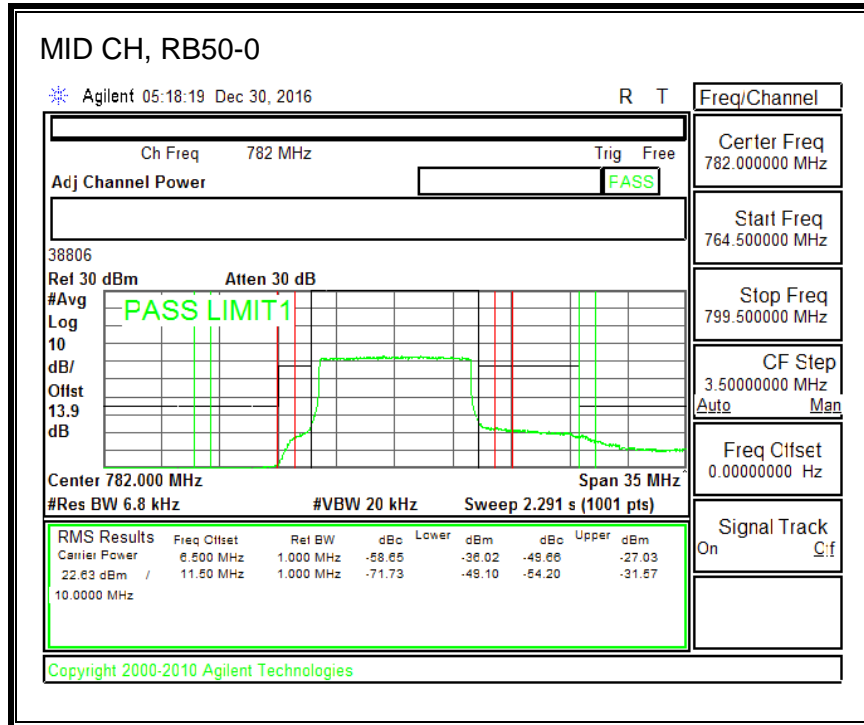 MID CH, RB50-0
Agilent 05:18:19 Dec 30, 2016 R T
Freq/Channel
Ch Freq 782 MHz Trig Free
Adj Channel Power PASS
Center Freq
782.000000 MHz
Start Freq
764.500000 MHz
Stop Freq
799.500000 MHz
CF Step
3.50000000 MHz
Auto Man
Freq Offset
0.00000000 Hz
Signal Track
On Off
38806
Ref 30 dBm Atten 30 dB
#Avg
Log
10
dB/
Offst
13.9
dB
PASS LIMIT1
Center 782.000 MHz Span 35 MHz
#Res BW 6.8 kHz #VBW 20 kHz Sweep 2.291 s (1001 pts)
RMS Results Freq Offset Ref BW dBc Lower dBm dBc Upper dBm
Carrier Power 6.500 MHz 1.000 MHz -58.65 -36.02 -49.66 -27.03
22.63 dBm / 11.50 MHz 1.000 MHz -71.73 -49.10 -54.20 -31.57
10.0000 MHz
Copyright 2000-2010 Agilent Technologies